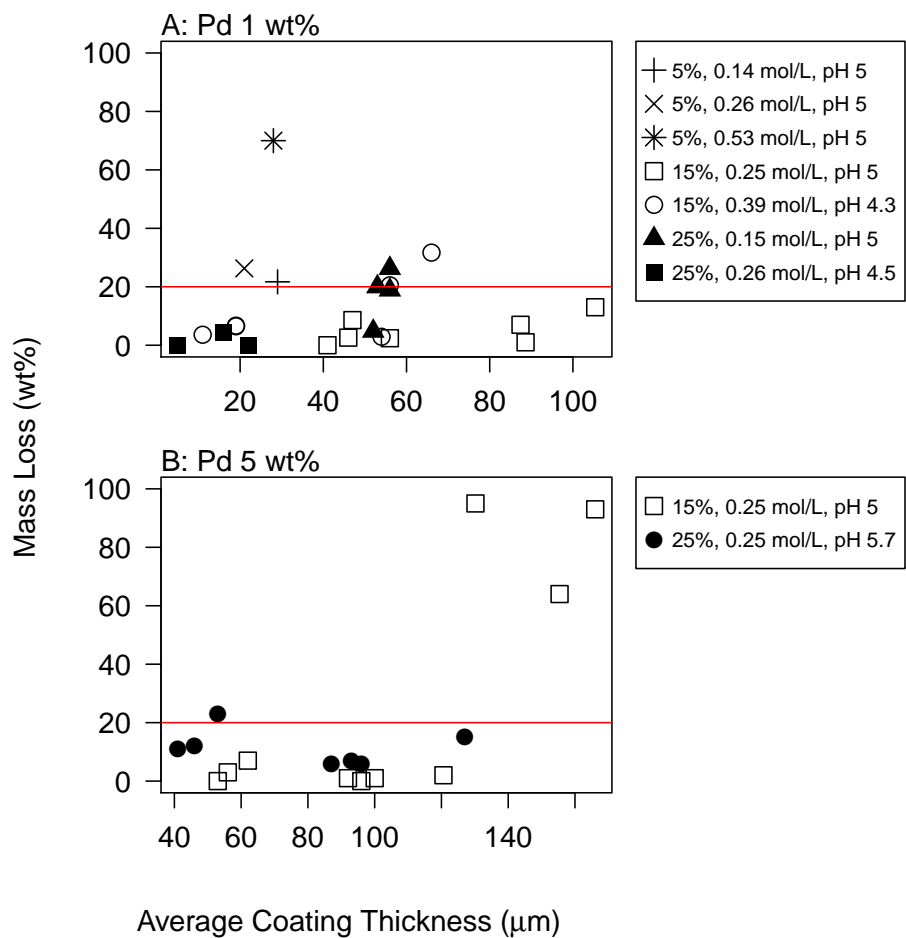 A: Pd 1 wt%
100
80
60
40
20
0
20 40 60 80 100
5%, 0.14 mol/L, pH 5
5%, 0.26 mol/L, pH 5
5%, 0.53 mol/L, pH 5
15%, 0.25 mol/L, pH 5
15%, 0.39 mol/L, pH 4.3
25%, 0.15 mol/L, pH 5
25%, 0.26 mol/L, pH 4.5
Mass Loss (wt%)
B: Pd 5 wt%
100
80
60
40
20
0
40 60 80 100 140
15%, 0.25 mol/L, pH 5
25%, 0.25 mol/L, pH 5.7
Average Coating Thickness (μm)